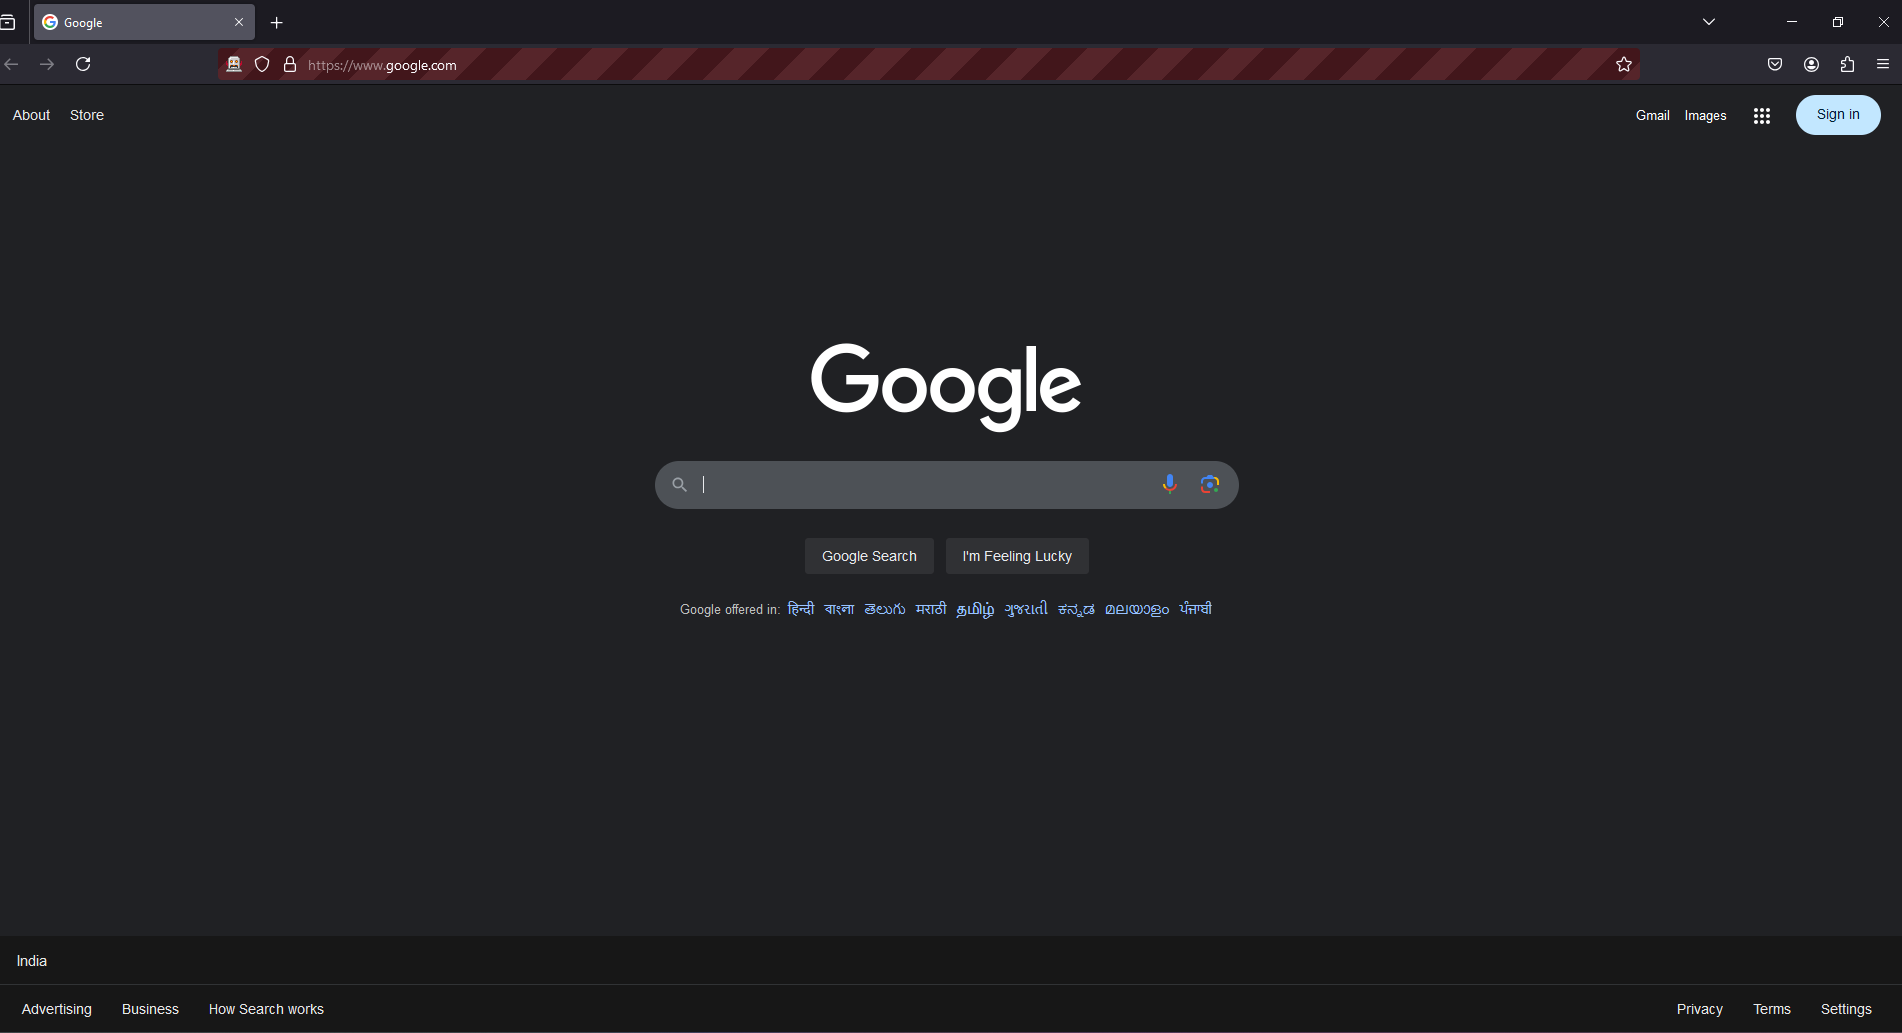 Google
https://www.google.com
About Store
Gmail Images Sign in
Google
Google Search I'm Feeling Lucky
Google offered in: हिन्दी বাংলা తెలుగు मराठी தமிழ் ગુજરાતી ಕನ್ನಡ മലയാളം ਪੰਜਾਬੀ
India
Advertising Business How Search works
Privacy Terms Settings